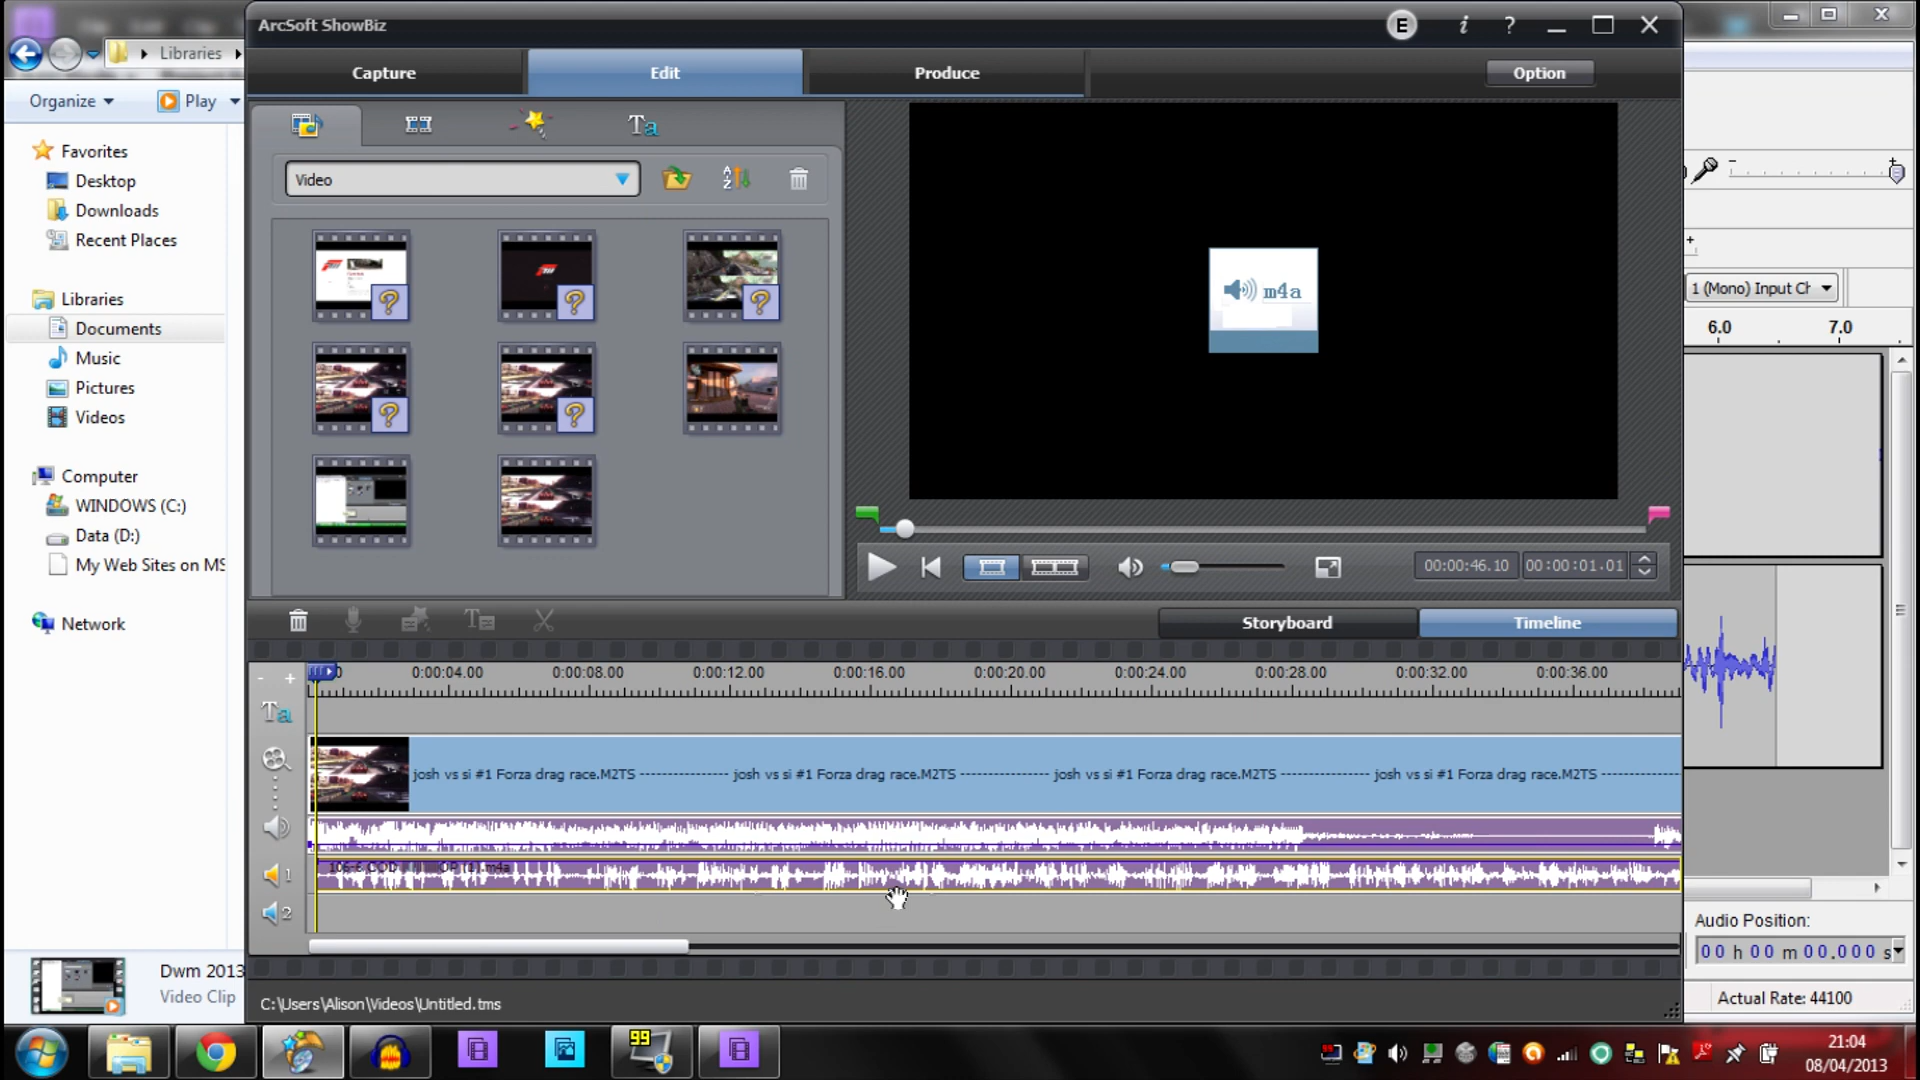 ArcSoft ShowBiz
E i ?
Libraries
Capture
Edit
Produce
Option
Organize
Play
Ta
Video
A
Z
Favorites
Desktop
Downloads
Recent Places
Libraries
Documents
Music
Pictures
Videos
Computer
WINDOWS (C:)
Data (D:)
My Web Sites on MS
Network
m4a
1 (Mono) Input Ch
6.0
7.0
00:00:46.10
00:00:01.01
Storyboard
Timeline
0:00:04.00
0:00:08.00
0:00:12.00
0:00:16.00
0:00:20.00
0:00:24.00
0:00:28.00
0:00:32.00
0:00:36.00
Ta
josh vs si #1 Forza drag race.M2TS ---------------- josh vs si #1 Forza drag race.M2TS ---------------- josh vs si #1 Forza drag race.M2TS ---------------- josh vs si #1 Forza drag race.M2TS ----------------
1
2
Audio Position:
00 h 00 m 00.000 s
Actual Rate: 44100
Dwm 2013
Video Clip
C:\Users\Alison\Videos\Untitled.tms
99
21:04
08/04/2013